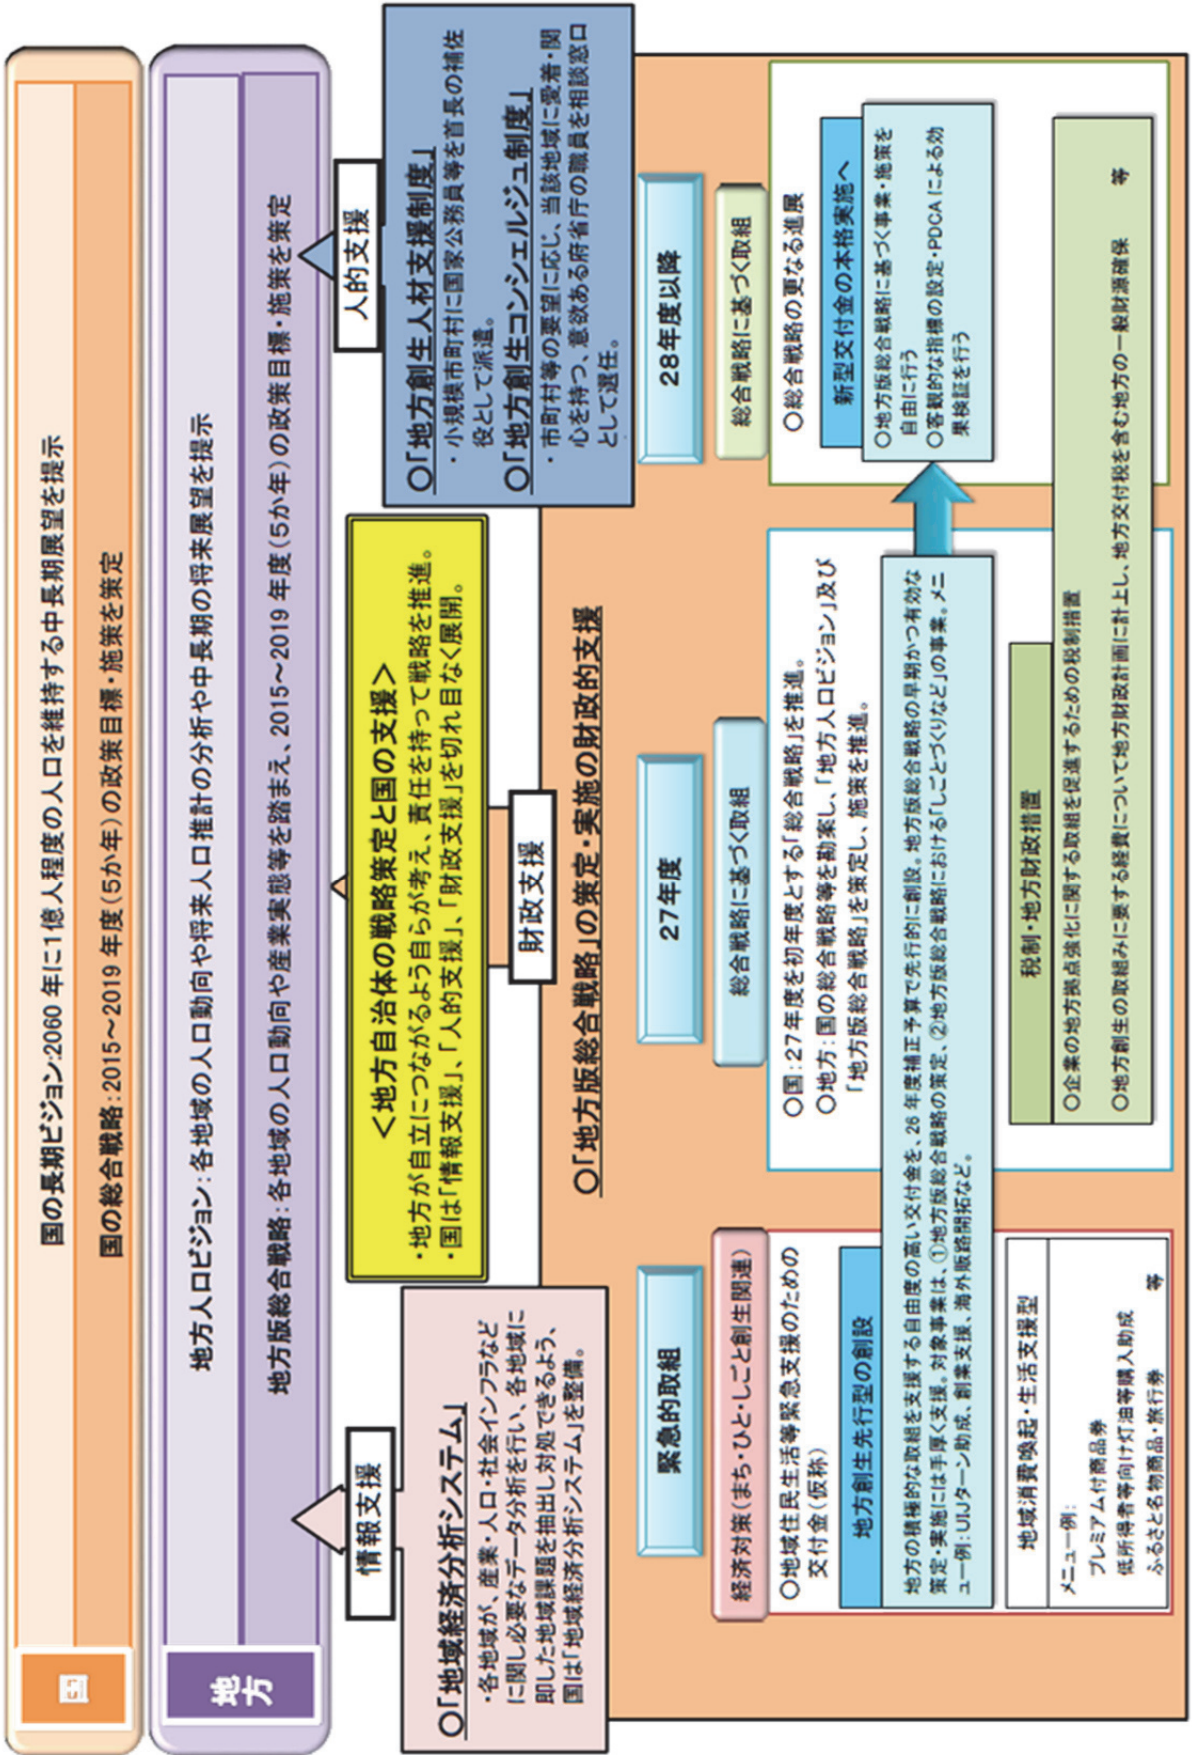 国
国の長期ビジョン:2060 年に1億人程度の人口を維持する中長期展望を提示
国の総合戦略:2015~2019 年度(5か年)の政策目標・施策を策定
地方
地方人口ビジョン:各地域の人口動向や将来人口推計の分析や中長期の将来展望を提示
地方版総合戦略:各地域の人口動向や産業実態等を踏まえ、2015~2019 年度(5か年)の政策目標・施策を策定
情報支援
○「地域経済分析システム」
・各地域が、産業・人口・社会インフラなど
に関し必要なデータ分析を行い、各地域に
即した地域課題を抽出し対処できるよう、
国は「地域経済分析システム」を整備。
<地方自治体の戦略策定と国の支援>
・地方が自立につながるよう自らが考え、責任を持って戦略を推進。
・国は「情報支援」、「人的支援」、「財政支援」を切れ目なく展開。
財政支援
人的支援
○「地方創生人材支援制度」
・小規模市町村に国家公務員等を首長の補佐
役として派遣。
○「地方創生コンシェルジュ制度」
・市町村等の要望に応じ、当該地域に愛着・関
心を持つ、意欲ある府省庁の職員を相談窓口
として選任。
○「地方版総合戦略」の策定・実施の財政的支援
緊急的取組
経済対策(まち・ひと・しごと創生関連)
○地域住民生活等緊急支援のための
交付金(仮称)
地方創生先行型の創設
地方の積極的な取組を支援する自由度の高い交付金を、26 年度補正予算で先行的に創設。地方版総合戦略の早期かつ有効な
策定・実施には手厚く支援。対象事業は、①地方版総合戦略の策定、②地方版総合戦略における「しごとづくりなど」の事業。メニ
ュー例:UIJターン助成、創業支援、海外販路開拓など。
地域消費喚起・生活支援型
メニュー例:
プレミアム付商品券
低所得者等向け灯油等購入助成
ふるさと名物商品・旅行券 等
27年度
総合戦略に基づく取組
○国:27年度を初年度とする「総合戦略」を推進。
○地方:国の総合戦略等を勘案し、「地方人口ビジョン」及び
「地方版総合戦略」を策定し、施策を推進。
税制・地方財政措置
○企業の地方拠点強化に関する取組を促進するための税制措置
○地方創生の取組みに要する経費について地方財政計画に計上し、地方交付税を含む地方の一般財源確保 等
28年度以降
総合戦略に基づく取組
○総合戦略の更なる進展
新型交付金の本格実施へ
○地方版総合戦略に基づく事業・施策を
自由に行う
○客観的な指標の設定・PDCAによる効
果検証を行う